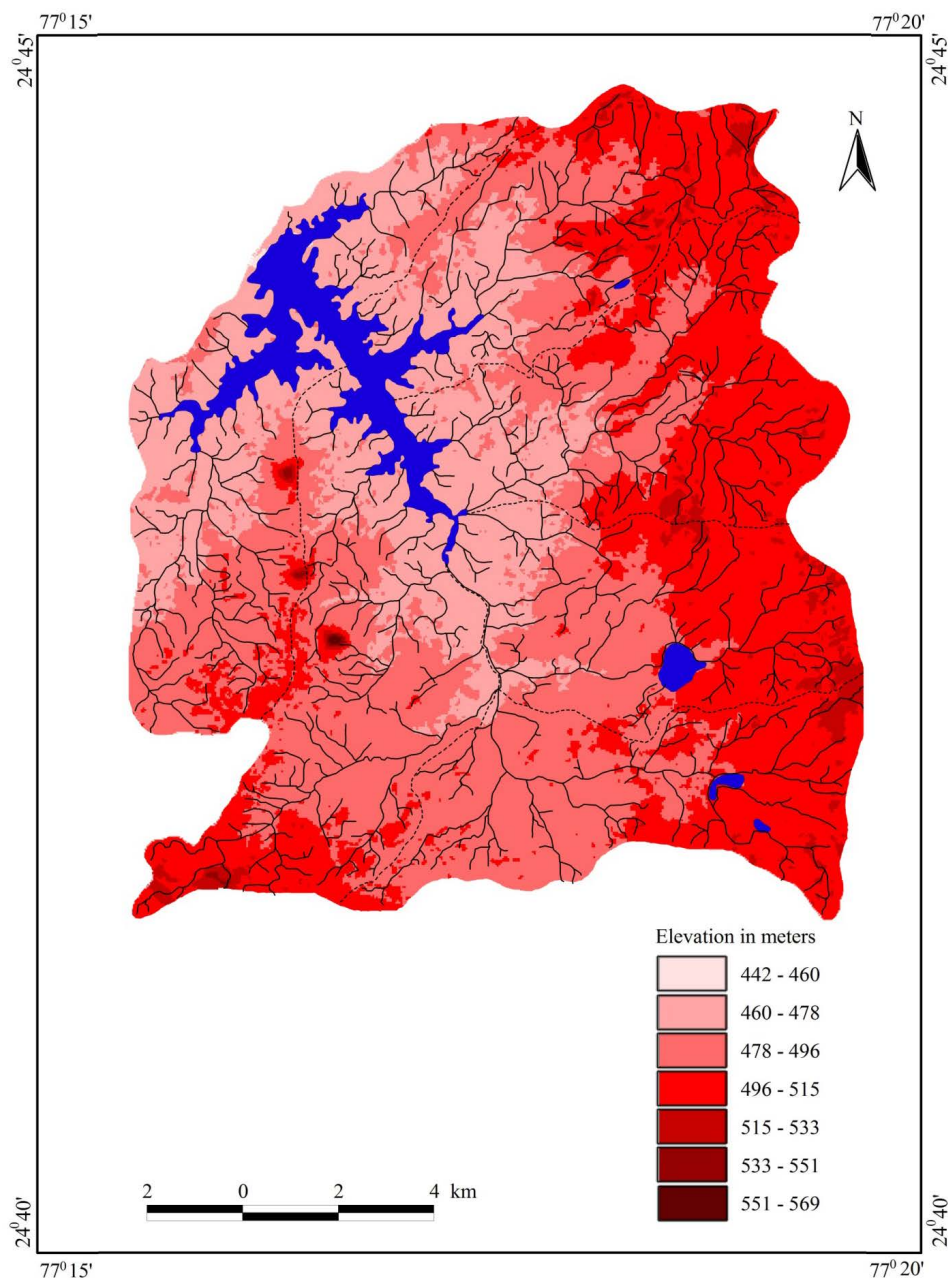 77⁰15' 77⁰20'
24⁰45' 24⁰45'
N
Elevation in meters
442 - 460
460 - 478
478 - 496
496 - 515
515 - 533
533 - 551
551 - 569
2 0 2 4 km
24⁰40' 24⁰40'
77⁰15' 77⁰20'